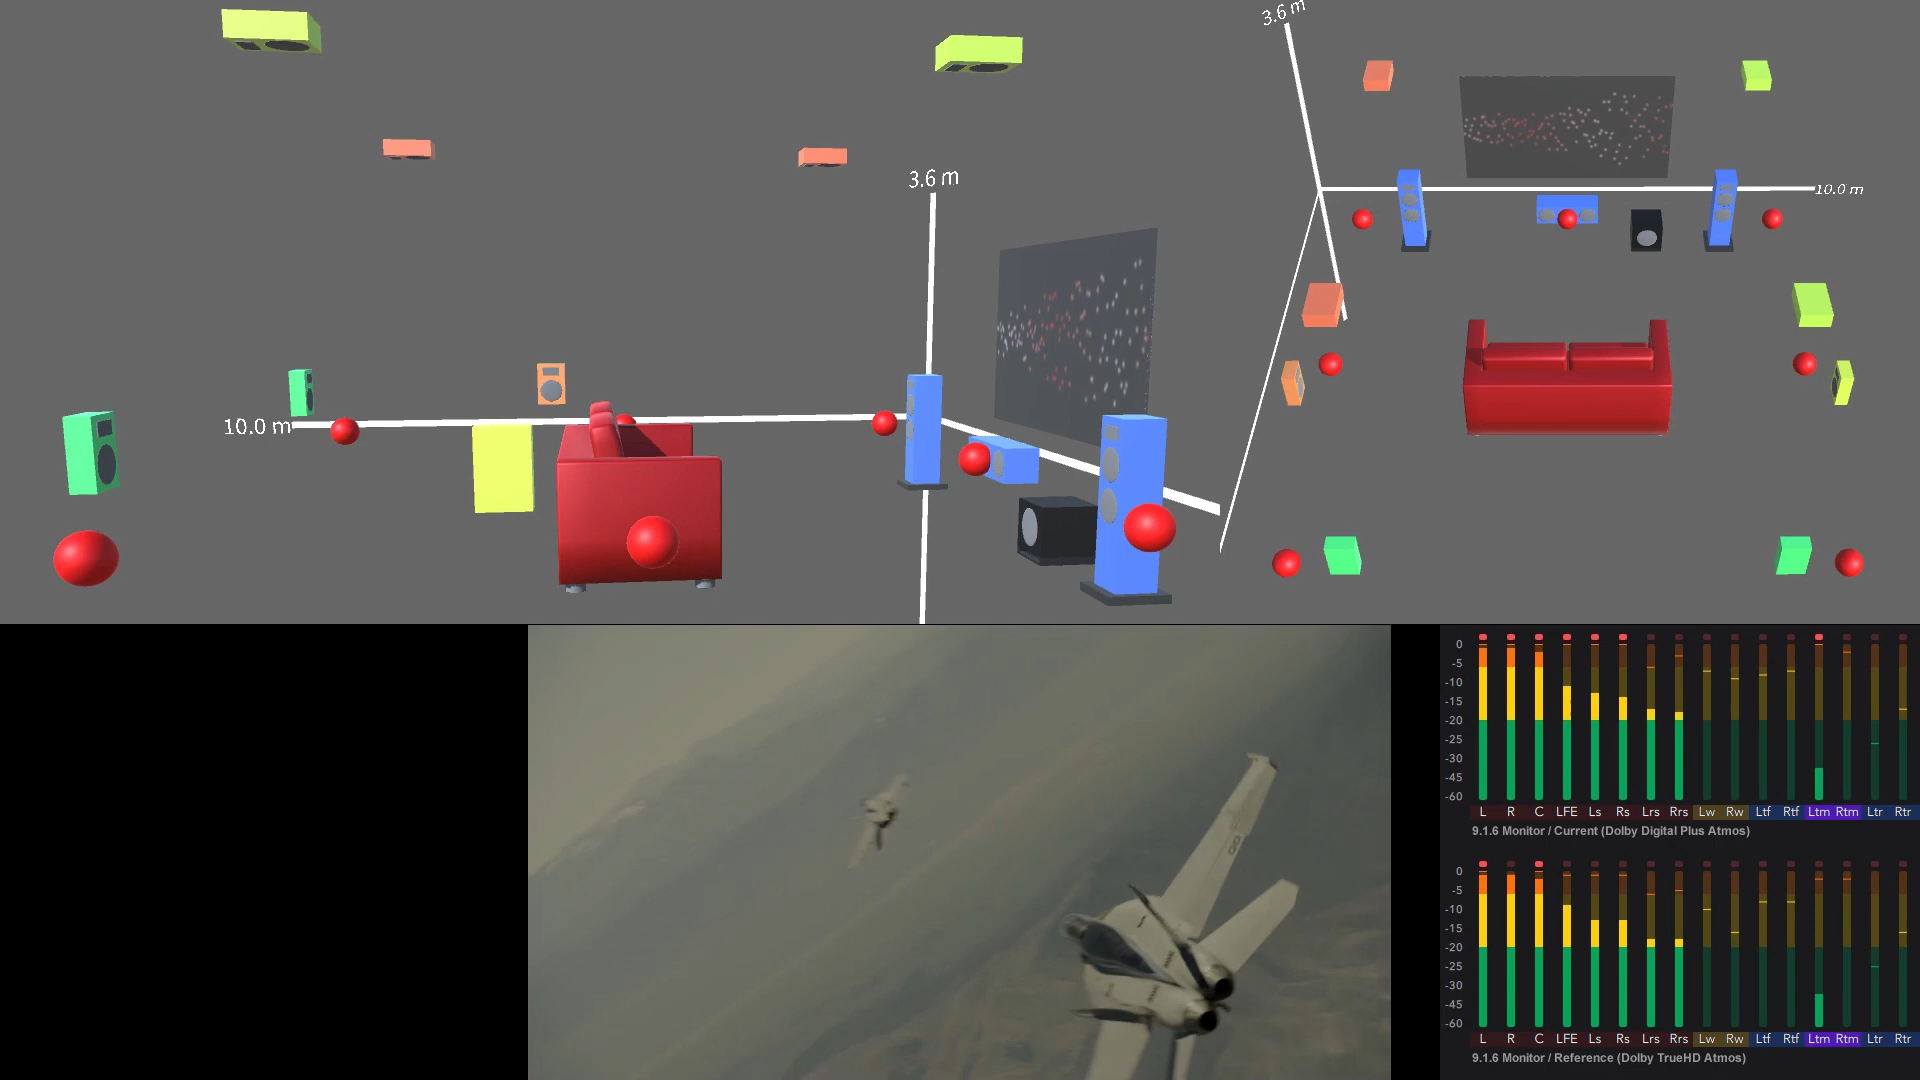 3.6 m
3.6 m
10.0 m
10.0 m
0
-5
-10
-15
-20
-25
-30
-45
-60
L R C LFE Ls Rs Lrs Rrs Lw Rw Ltf Rtf Ltm Rtm Ltr Rtr
9.1.6 Monitor / Current (Dolby Digital Plus Atmos)
0
-5
-10
-15
-20
-25
-30
-45
-60
L R C LFE Ls Rs Lrs Rrs Lw Rw Ltf Rtf Ltm Rtm Ltr Rtr
9.1.6 Monitor / Reference (Dolby TrueHD Atmos)